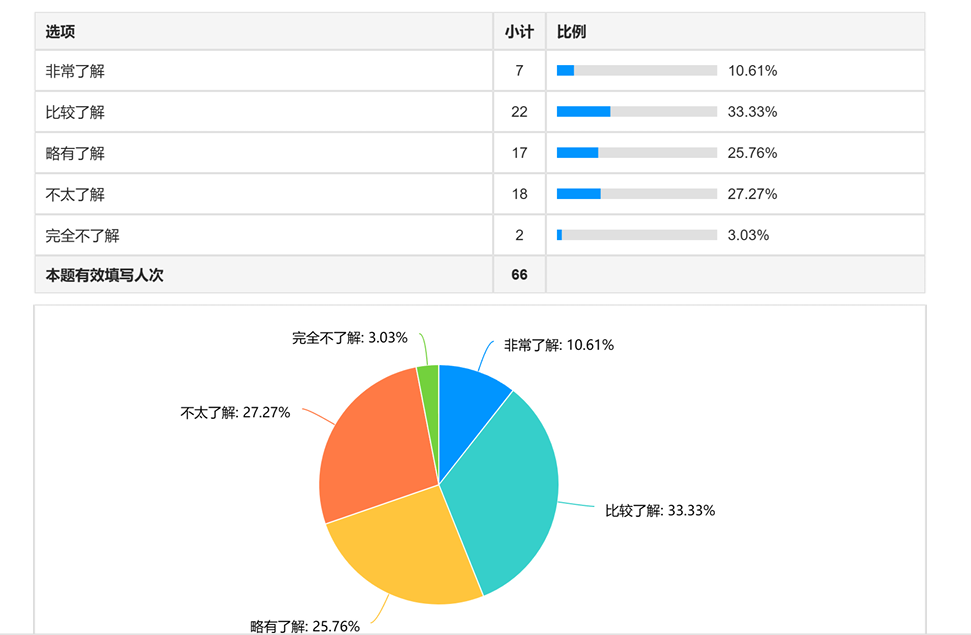 选项 小计 比例
非常了解 7 10.61%
比较了解 22 33.33%
略有了解 17 25.76%
不太了解 18 27.27%
完全不了解 2 3.03%
本题有效填写人次 66
完全不了解: 3.03%
非常了解: 10.61%
不太了解: 27.27%
比较了解: 33.33%
略有了解: 25.76%